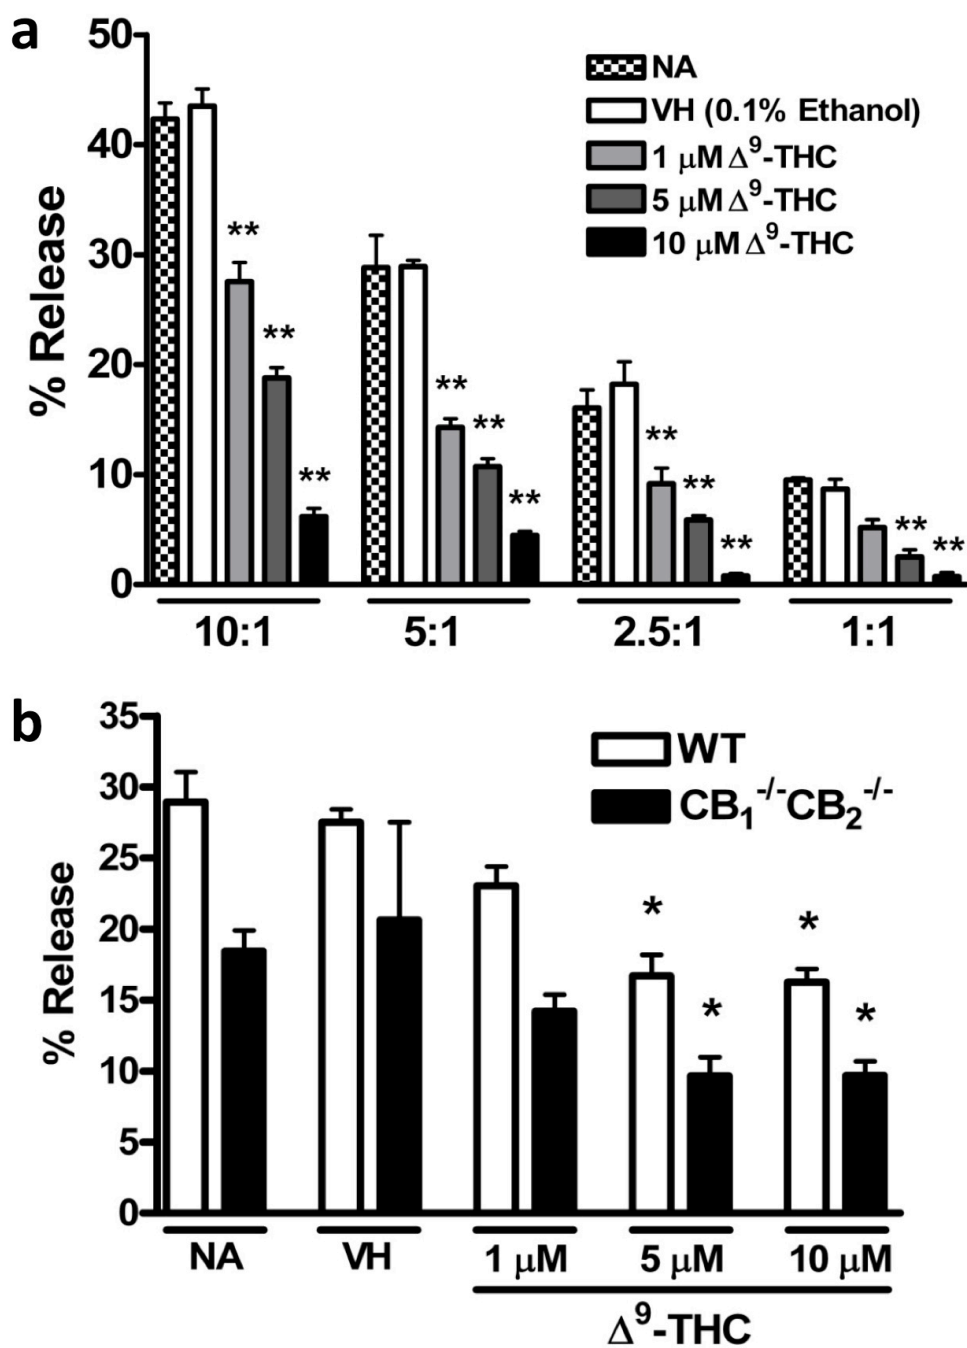 a
50
40
30
20
10
0
% Release
NA
VH (0.1% Ethanol)
1 μM Δ⁹-THC
5 μM Δ⁹-THC
10 μM Δ⁹-THC
**
**
**
**
**
**
**
**
**
**
**
10:1 5:1 2.5:1 1:1
b
35
30
25
20
15
10
5
0
% Release
WT
CB₁⁻/⁻CB₂⁻/⁻
*
*
*
*
NA VH 1 μM 5 μM 10 μM
Δ⁹-THC